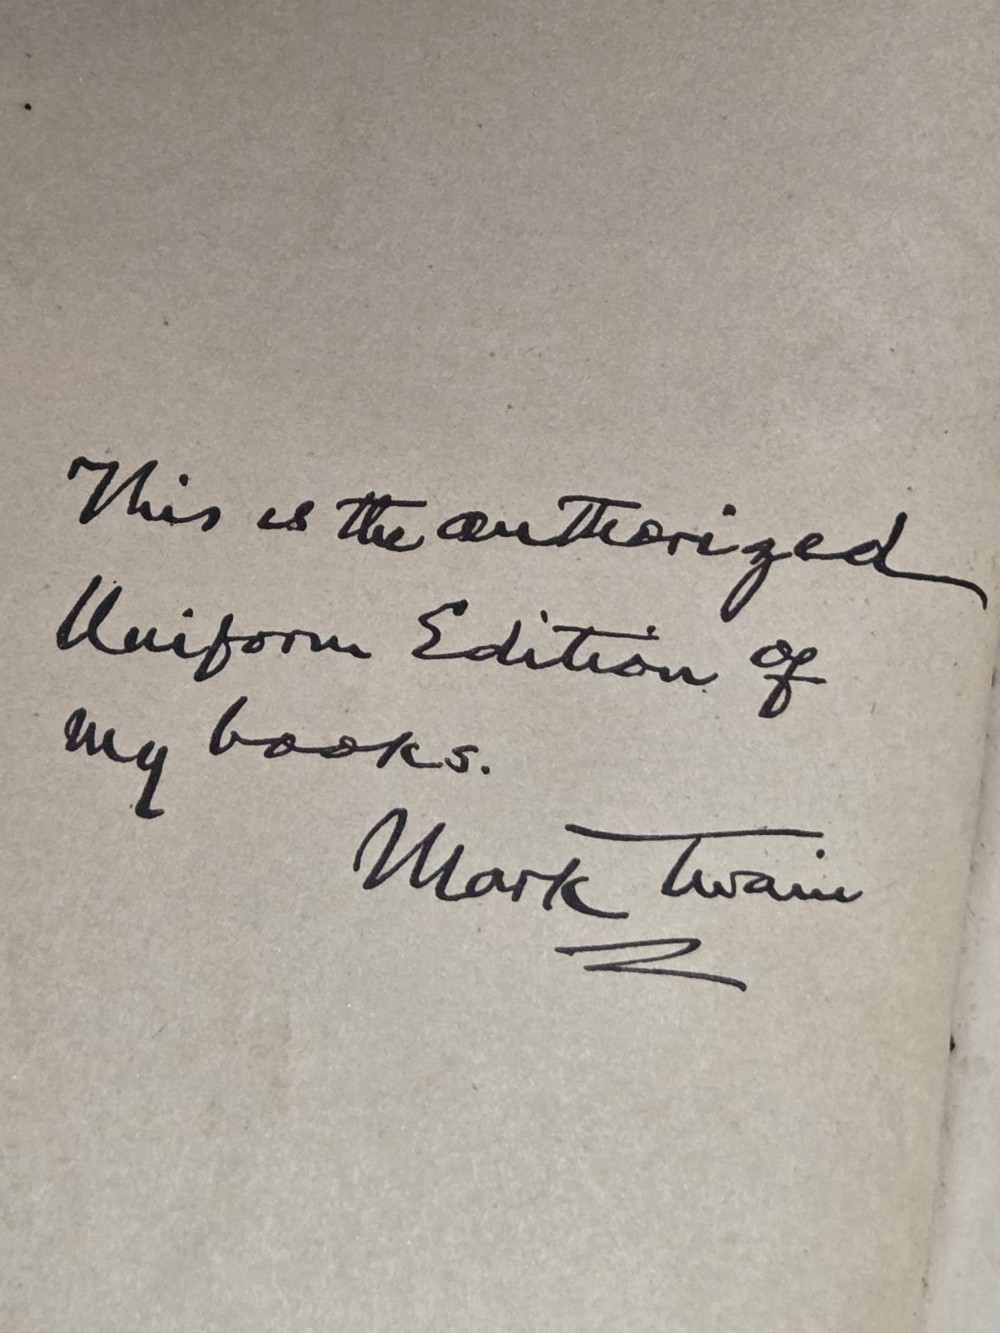 This is the authorized
Uniform Edition of
my books.
Mark Twain